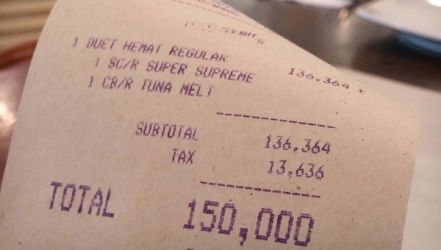 1 DUET HEMAT REGULAR 136.364 t
1 SC/R SUPER SUPREME
1 CB/R TUNA MELT
SUBTOTAL 136.364
TAX 13.636
TOTAL 150,000